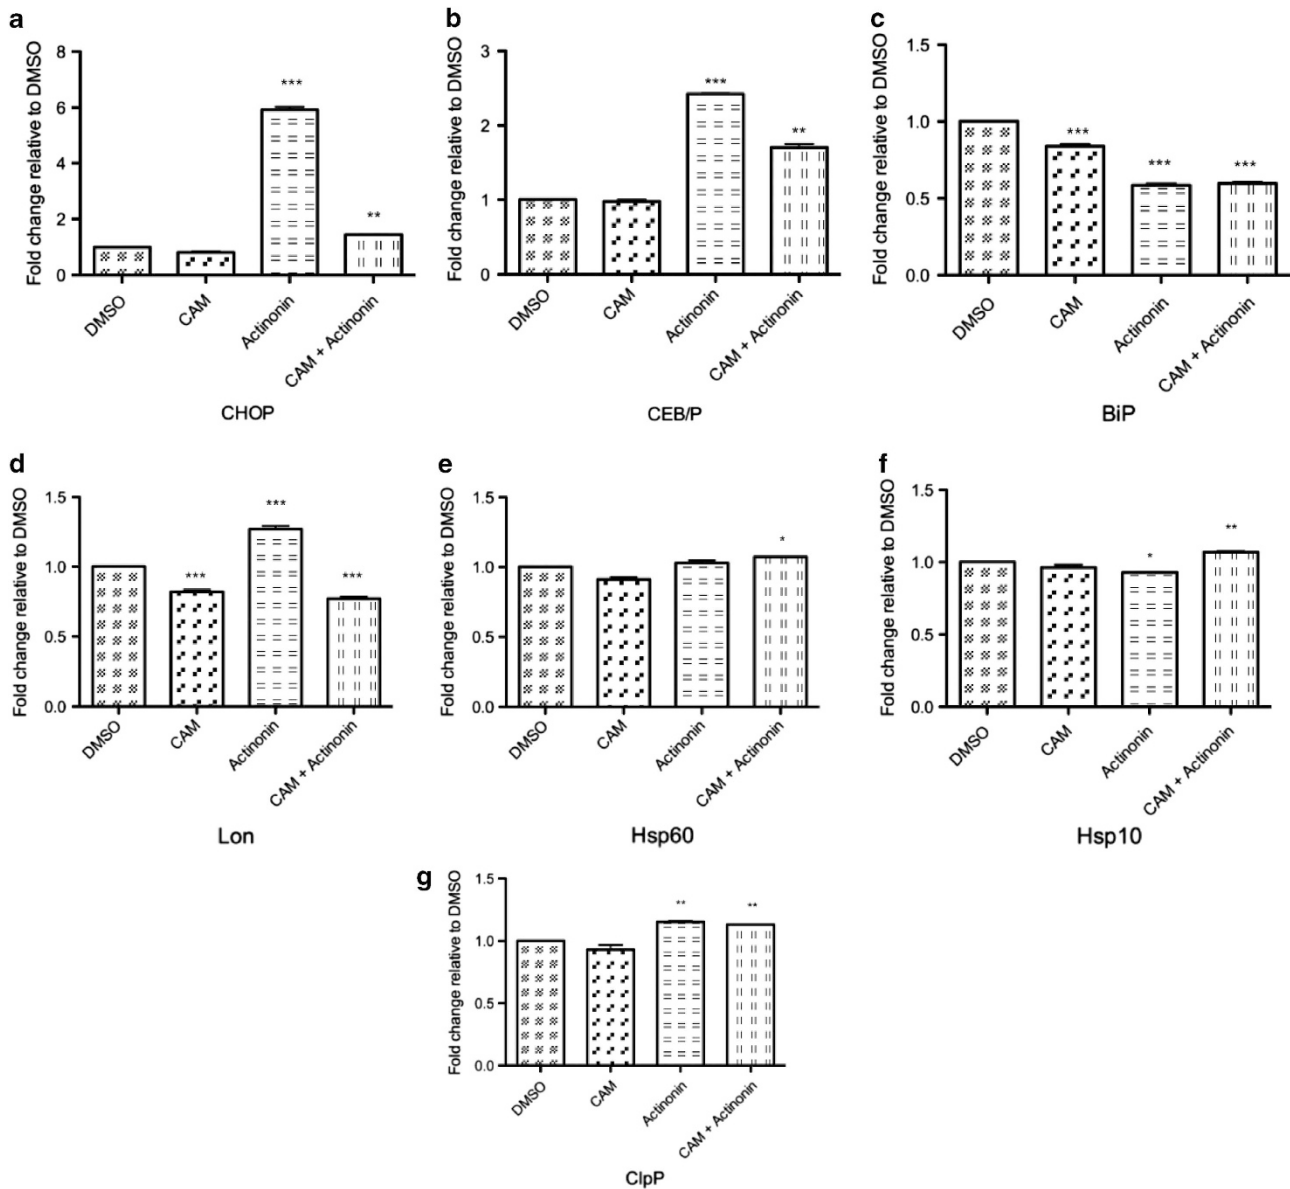 a
Fold change relative to DMSO
8
6
4
2
0
***
**
DMSO
CAM
Actinonin
CAM + Actinonin
CHOP
b
Fold change relative to DMSO
3
2
1
0
***
**
DMSO
CAM
Actinonin
CAM + Actinonin
CEB/P
c
Fold change relative to DMSO
1.5
1.0
0.5
0.0
***
***
***
DMSO
CAM
Actinonin
CAM + Actinonin
BiP
d
Fold change relative to DMSO
1.5
1.0
0.5
0.0
***
***
***
DMSO
CAM
Actinonin
CAM + Actinonin
Lon
e
Fold change relative to DMSO
1.5
1.0
0.5
0.0
*
DMSO
CAM
Actinonin
CAM + Actinonin
Hsp60
f
Fold change relative to DMSO
1.5
1.0
0.5
0.0
*
**
DMSO
CAM
Actinonin
CAM + Actinonin
Hsp10
g
Fold change relative to DMSO
1.5
1.0
0.5
0.0
**
**
DMSO
CAM
Actinonin
CAM + Actinonin
ClpP